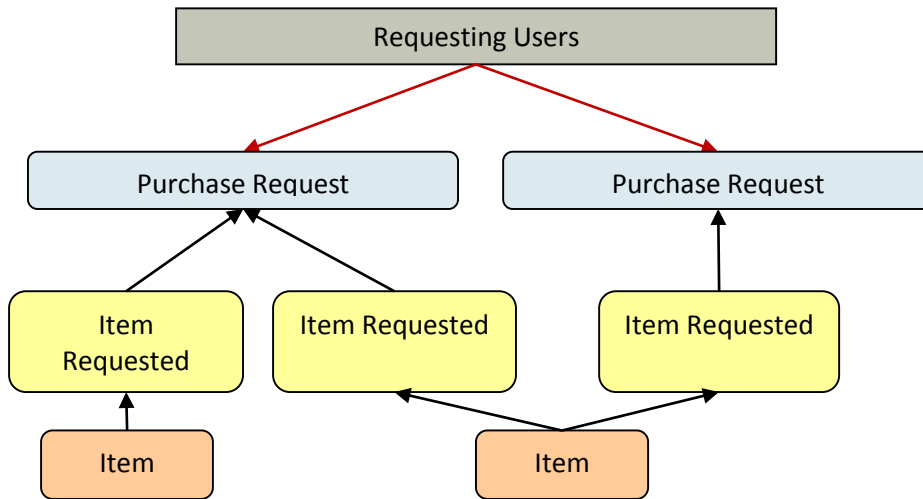 Requesting Users
Purchase Request
Purchase Request
Item
Requested
Item Requested
Item Requested
Item
Item